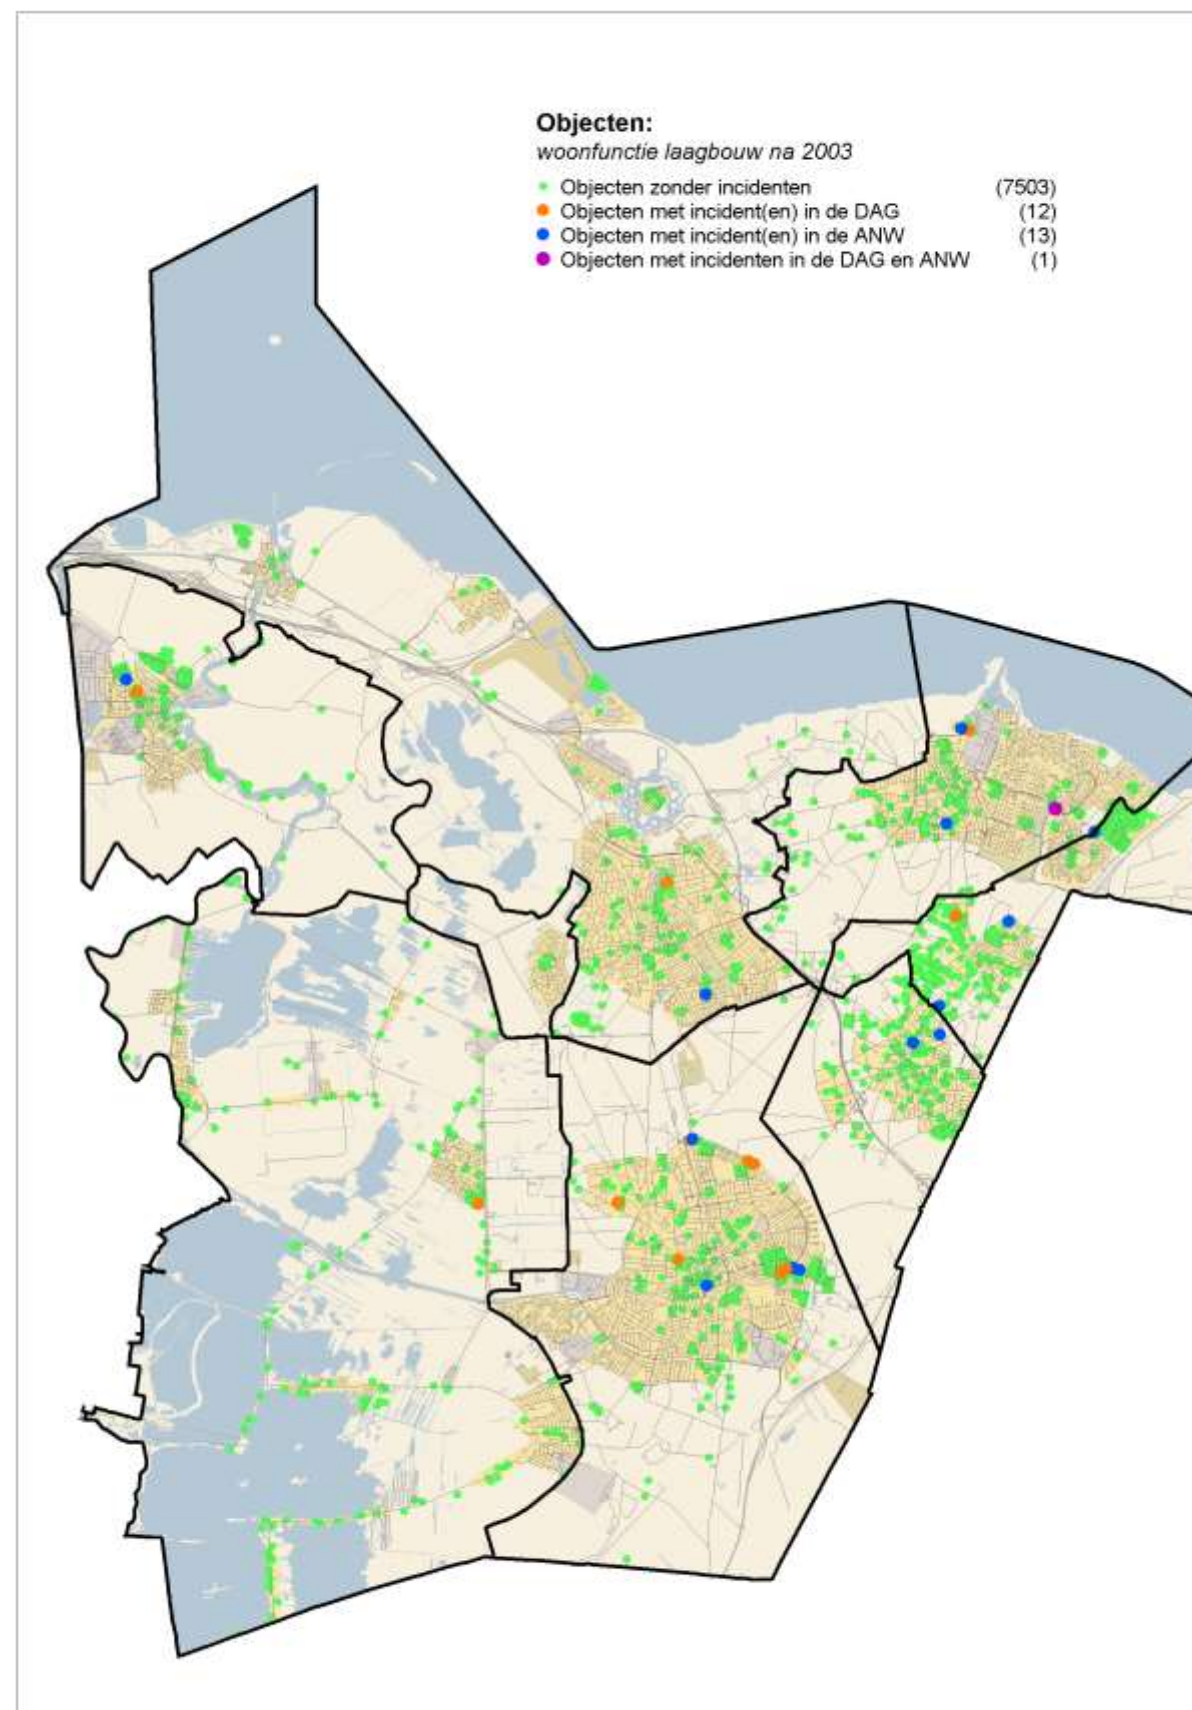 Objecten:
woonfunctie laagbouw na 2003
Objecten zonder incidenten (7503)
Objecten met incident(en) in de DAG (12)
Objecten met incident(en) in de ANW (13)
Objecten met incidenten in de DAG en ANW (1)